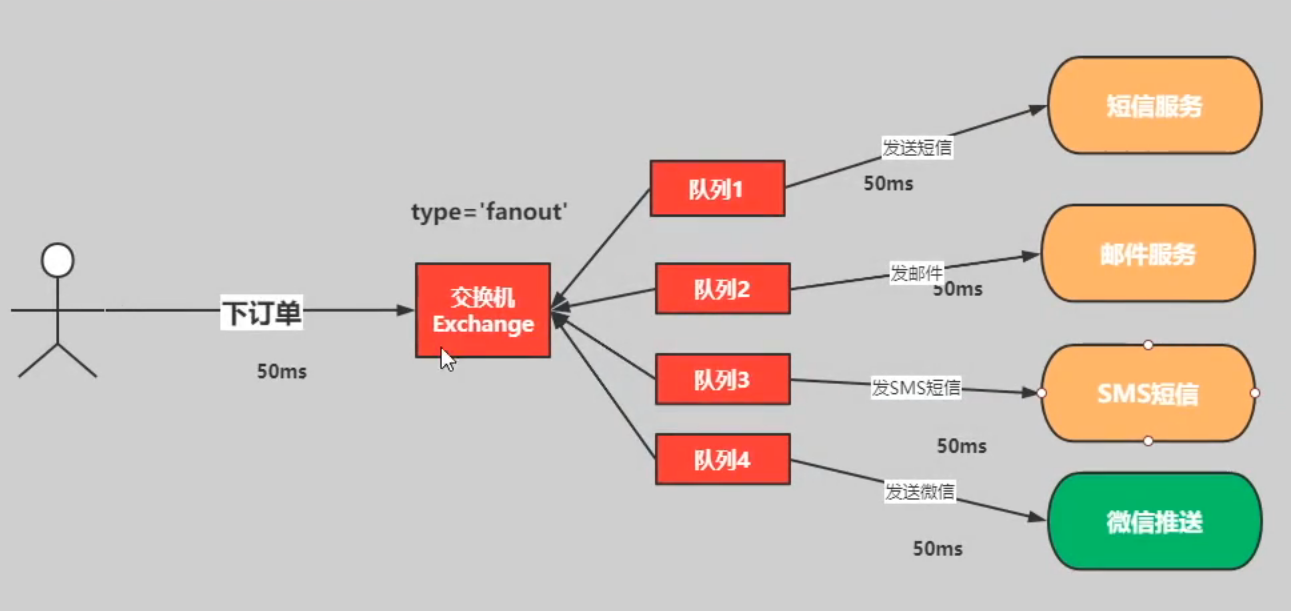 type='fanout'
下订单
50ms
交换机
Exchange
队列1
队列2
队列3
队列4
发送短信
50ms
短信服务
发邮件
50ms
邮件服务
发SMS短信
50ms
SMS短信
发送微信
50ms
微信推送